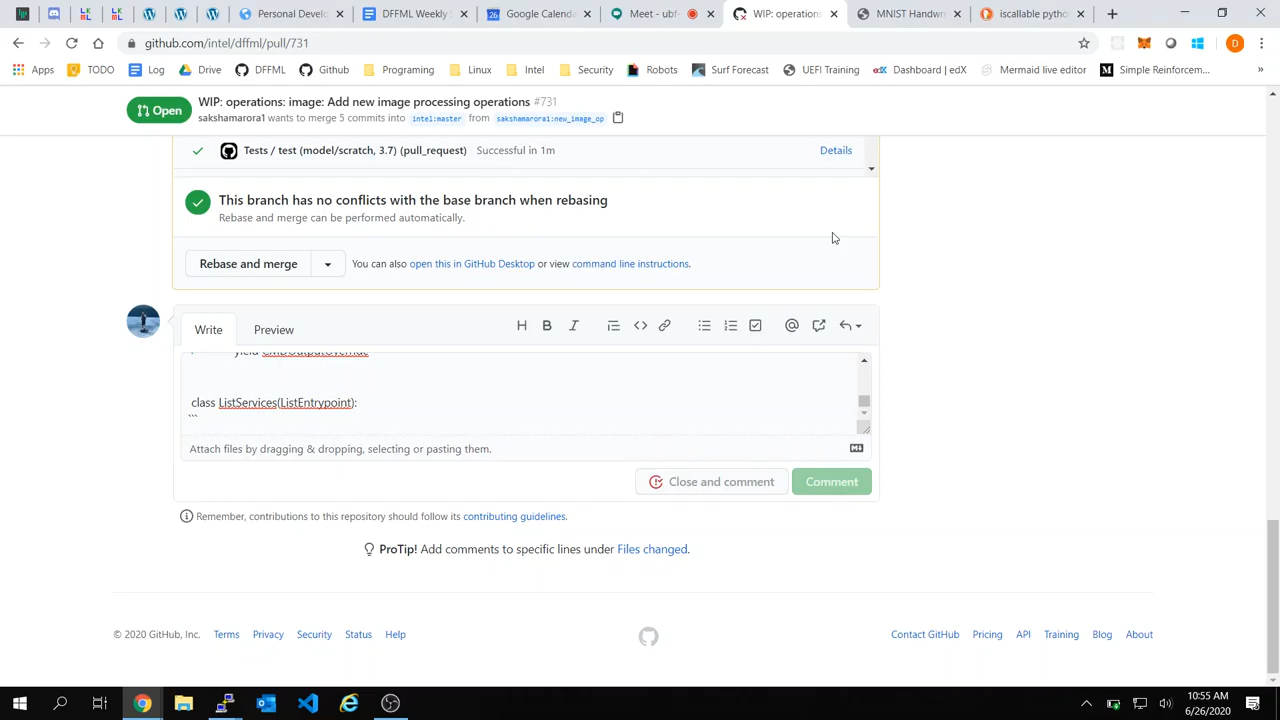 Personal Devel
DFFML Weekly
Google Calenda
Meet - ubf
WIP: operations
MNIST Handwr
iscallable pytho
github.com/intel/dffml/pull/731
Apps
TODO
Log
Drive
DFFML
Github
Programing
Linux
Intel
Security
Robots
Surf Forecast
UEFI Training
Dashboard | edX
Mermaid live editor
Simple Reinforcem...
Open
WIP: operations: image: Add new image processing operations #731
sakshamarora1 wants to merge 5 commits into intel:master from sakshamarora1:new_image_op
Tests / test (model/scratch, 3.7) (pull_request) Successful in 1m
Details
This branch has no conflicts with the base branch when rebasing
Rebase and merge can be performed automatically.
Rebase and merge
You can also open this in GitHub Desktop or view command line instructions.
Write
Preview
yield CMDOutputOverride
class ListServices(ListEntrypoint):
```
Attach files by dragging & dropping, selecting or pasting them.
Close and comment
Comment
Remember, contributions to this repository should follow its contributing guidelines.
ProTip! Add comments to specific lines under Files changed.
© 2020 GitHub, Inc.
Terms
Privacy
Security
Status
Help
Contact GitHub
Pricing
API
Training
Blog
About
10:55 AM
6/26/2020